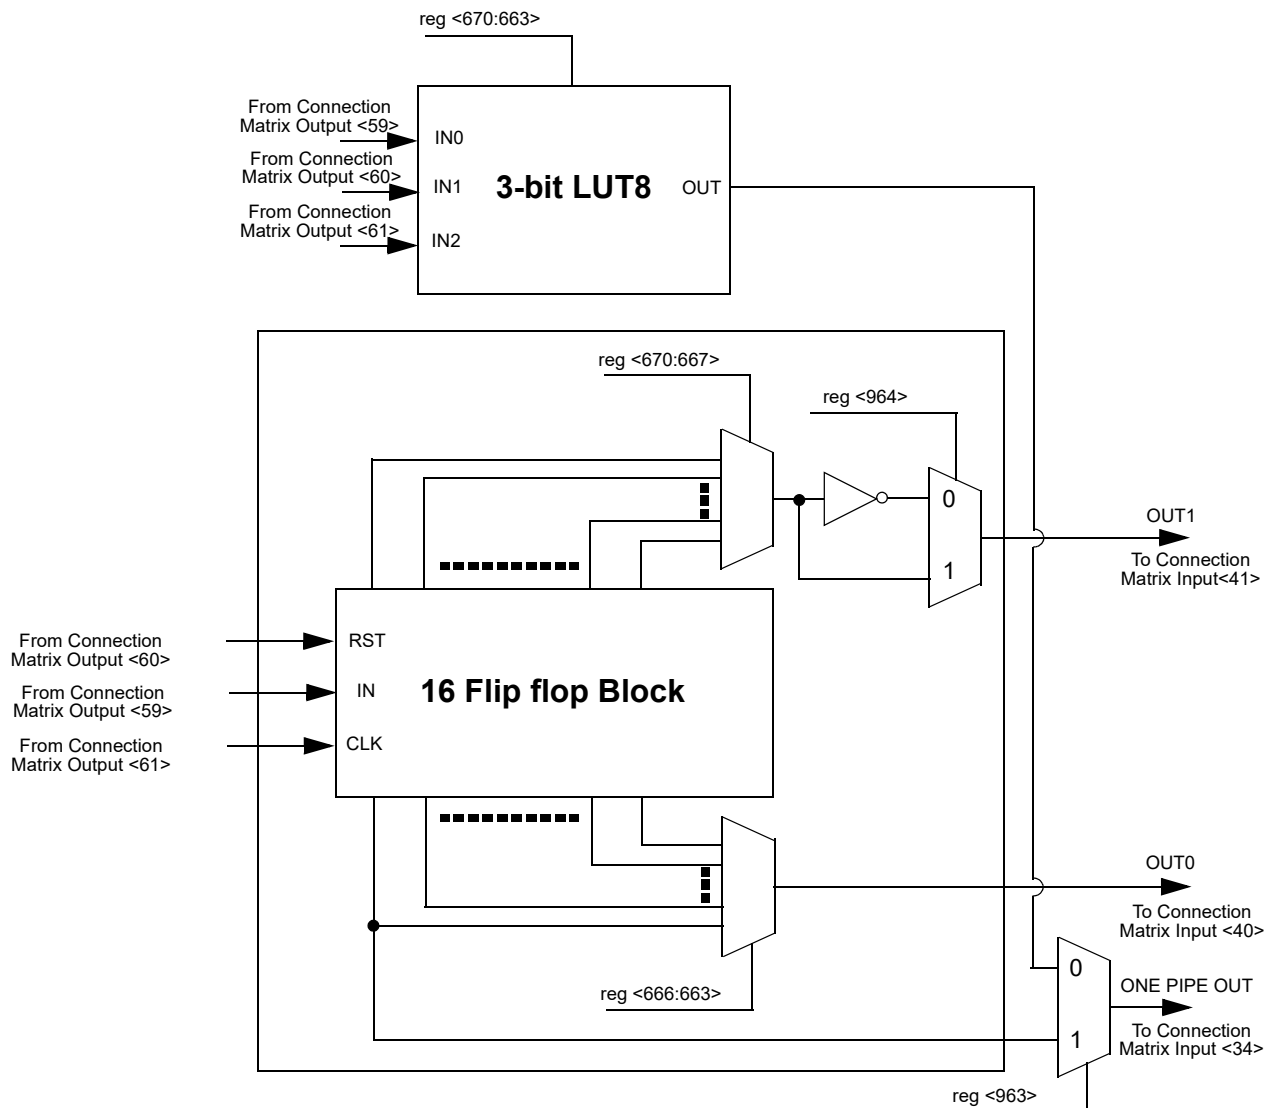 reg <670:663>
From Connection
Matrix Output <59>
IN0
From Connection
Matrix Output <60>
IN1
3-bit LUT8
OUT
From Connection
Matrix Output <61>
IN2
reg <670:667>
reg <964>
0
OUT1
1
To Connection
Matrix Input<41>
RST
From Connection
Matrix Output <60>
IN
16 Flip flop Block
From Connection
Matrix Output <59>
CLK
From Connection
Matrix Output <61>
OUT0
To Connection
Matrix Input <40>
0
ONE PIPE OUT
reg <666:663>
1
To Connection
Matrix Input <34>
reg <963>